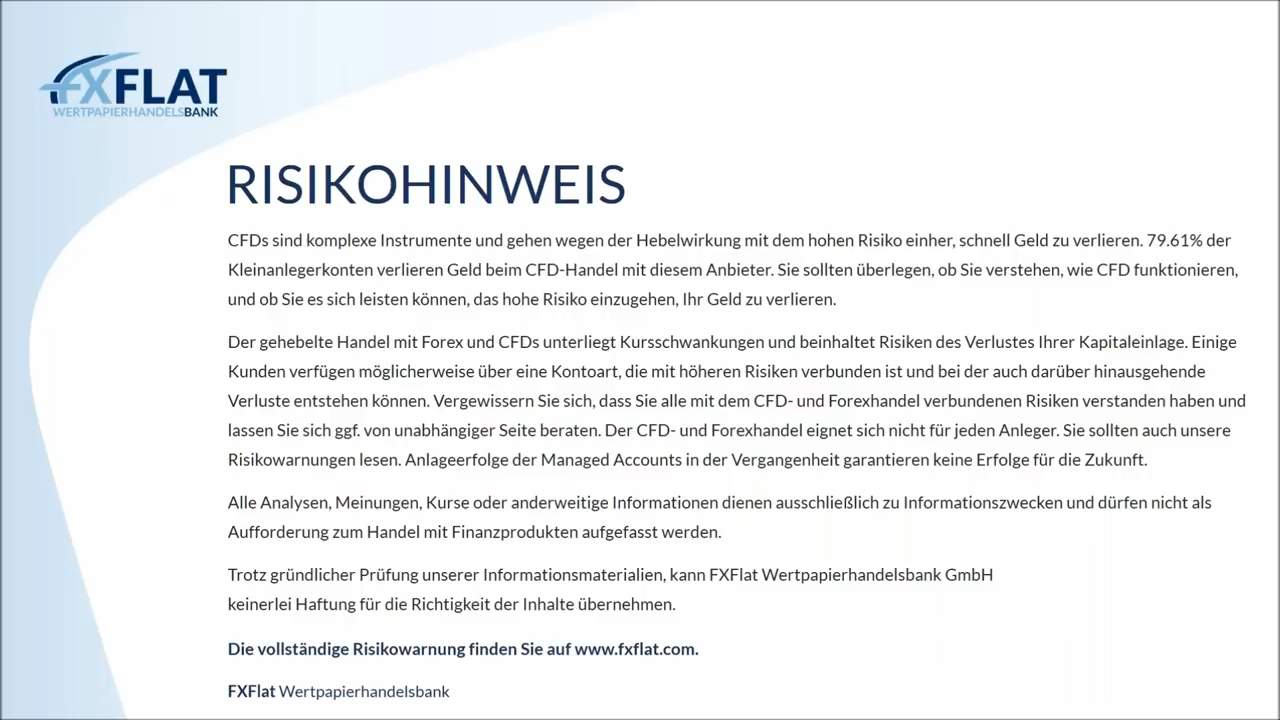 FXFLAT
WERTPAPIERHANDELSBANK
RISIKOHINWEIS
CFDs sind komplexe Instrumente und gehen wegen der Hebelwirkung mit dem hohen Risiko einher, schnell Geld zu verlieren. 79.61% der
Kleinanlegerkonten verlieren Geld beim CFD-Handel mit diesem Anbieter. Sie sollten überlegen, ob Sie verstehen, wie CFD funktionieren,
und ob Sie es sich leisten können, das hohe Risiko einzugehen, Ihr Geld zu verlieren.
Der gehebelte Handel mit Forex und CFDs unterliegt Kursschwankungen und beinhaltet Risiken des Verlustes Ihrer Kapitaleinlage. Einige
Kunden verfügen möglicherweise über eine Kontoart, die mit höheren Risiken verbunden ist und bei der auch darüber hinausgehende
Verluste entstehen können. Vergewissern Sie sich, dass Sie alle mit dem CFD- und Forexhandel verbundenen Risiken verstanden haben und
lassen Sie sich ggf. von unabhängiger Seite beraten. Der CFD- und Forexhandel eignet sich nicht für jeden Anleger. Sie sollten auch unsere
Risikowarnungen lesen. Anlageerfolge der Managed Accounts in der Vergangenheit garantieren keine Erfolge für die Zukunft.
Alle Analysen, Meinungen, Kurse oder anderweitige Informationen dienen ausschließlich zu Informationszwecken und dürfen nicht als
Aufforderung zum Handel mit Finanzprodukten aufgefasst werden.
Trotz gründlicher Prüfung unserer Informationsmaterialien, kann FXFlat Wertpapierhandelsbank GmbH
keinerlei Haftung für die Richtigkeit der Inhalte übernehmen.
Die vollständige Risikowarnung finden Sie auf www.fxflat.com.
FXFlat Wertpapierhandelsbank